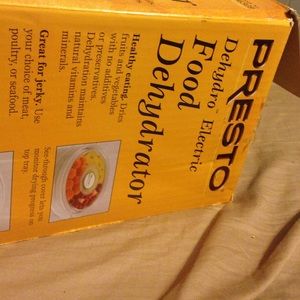 PRESTO
Dehydro™ Electric
Food
Dehydrator
Healthy eating. Dries
fruits and vegetables
with no additives
or preservatives.
Dehydration maintains
natural vitamins and
minerals.
Great for jerky. Use
your choice of meat,
poultry, or seafood.
See-through cover lets you
monitor drying progress on
top tray.